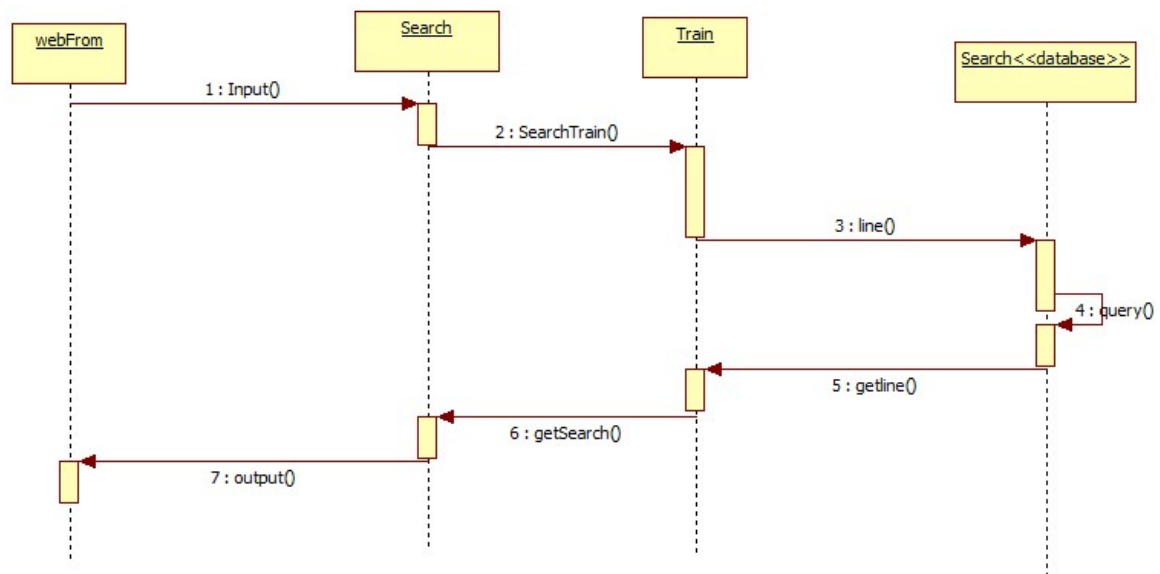 webFrom
Search
Train
Search<<database>>
1 : Input()
2 : SearchTrain()
3 : line()
4 : query()
5 : getline()
6 : getSearch()
7 : output()